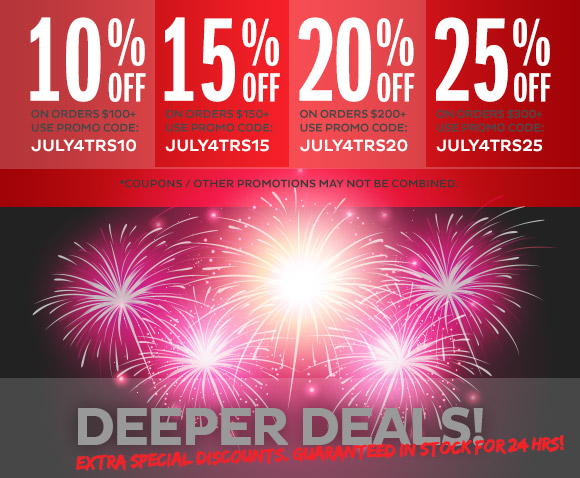 10% OFF
ON ORDERS $100+
USE PROMO CODE:
JULY4TRS10
15% OFF
ON ORDERS $150+
USE PROMO CODE:
JULY4TRS15
20% OFF
ON ORDERS $200+
USE PROMO CODE:
JULY4TRS20
25% OFF
ON ORDERS $300+
USE PROMO CODE:
JULY4TRS25
*COUPONS / OTHER PROMOTIONS MAY NOT BE COMBINED.
DEEPER DEALS!
EXTRA SPECIAL DISCOUNTS. GUARANTEED IN STOCK FOR 24 HRS!